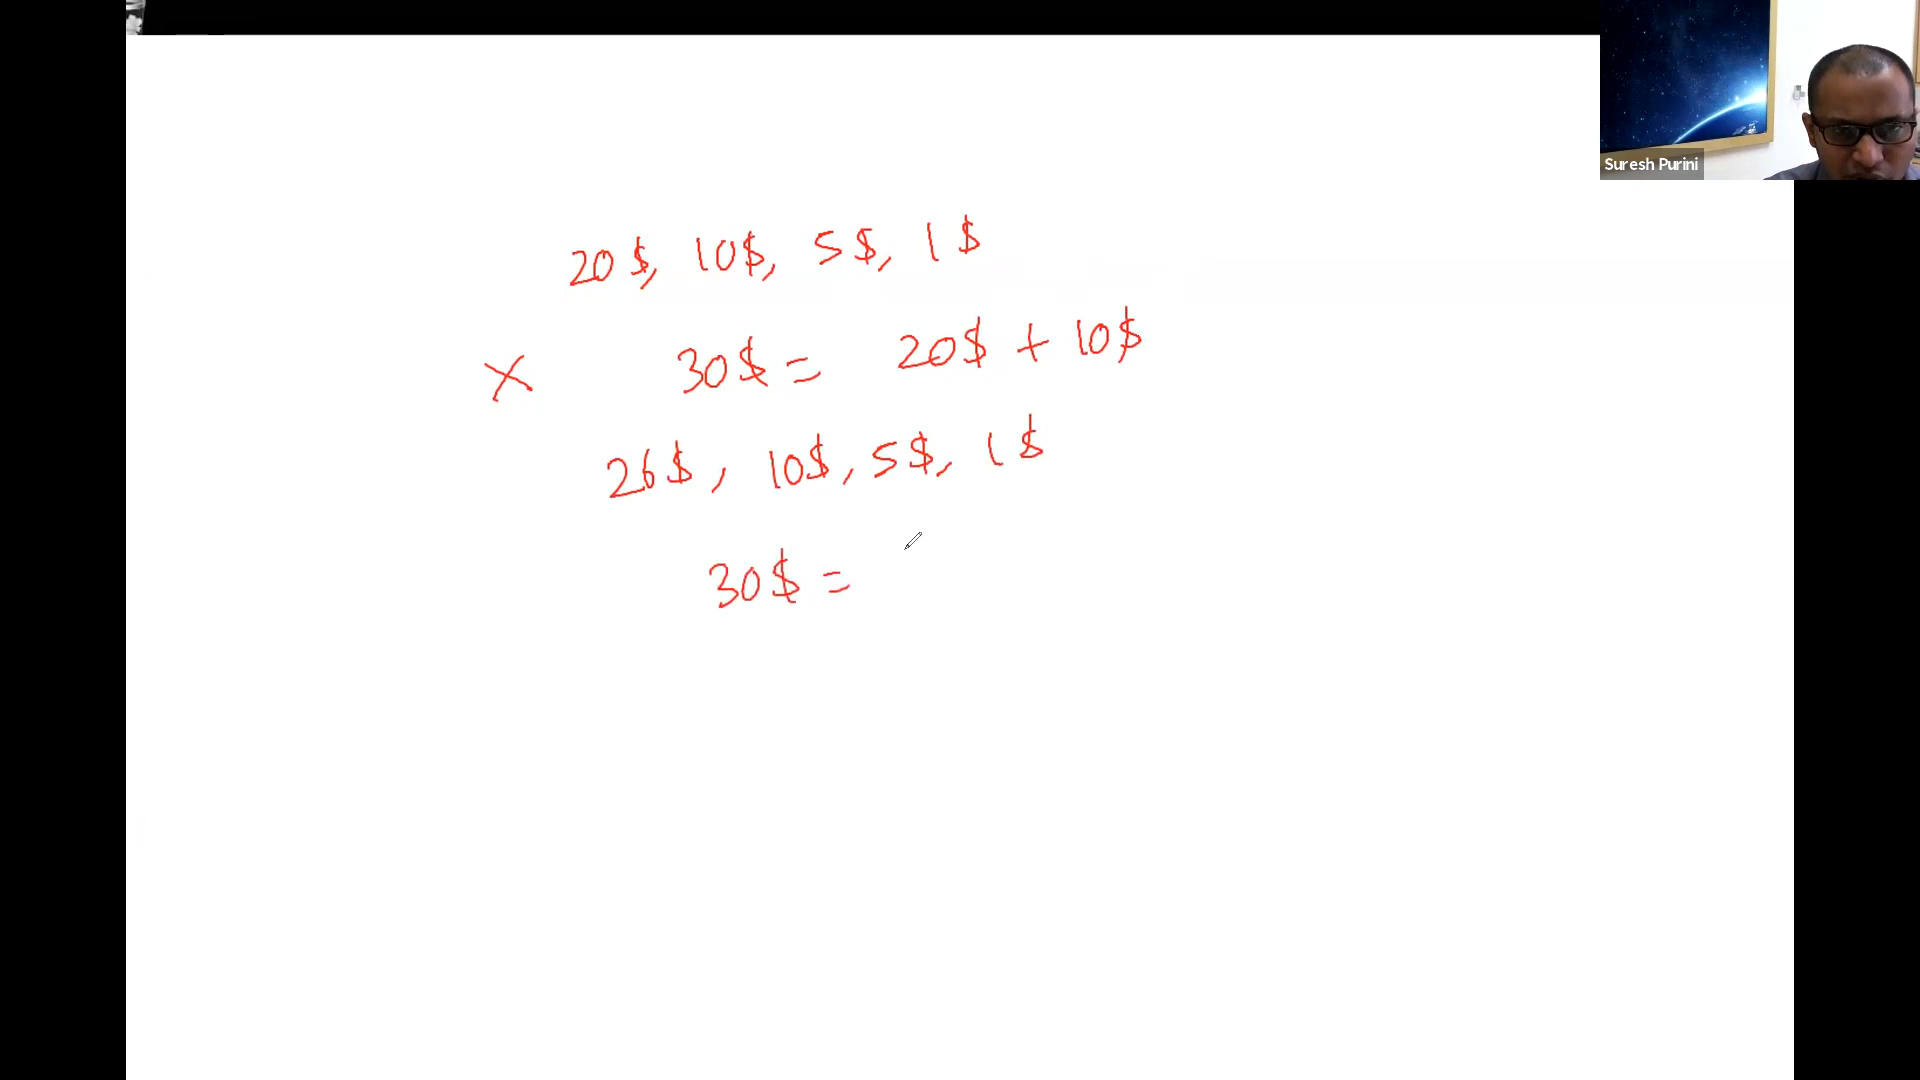 Suresh Purini
20$, 10$, 5$, 1$
X 30$ = 20$ + 10$
26$, 10$, 5$, 1$
30$ =